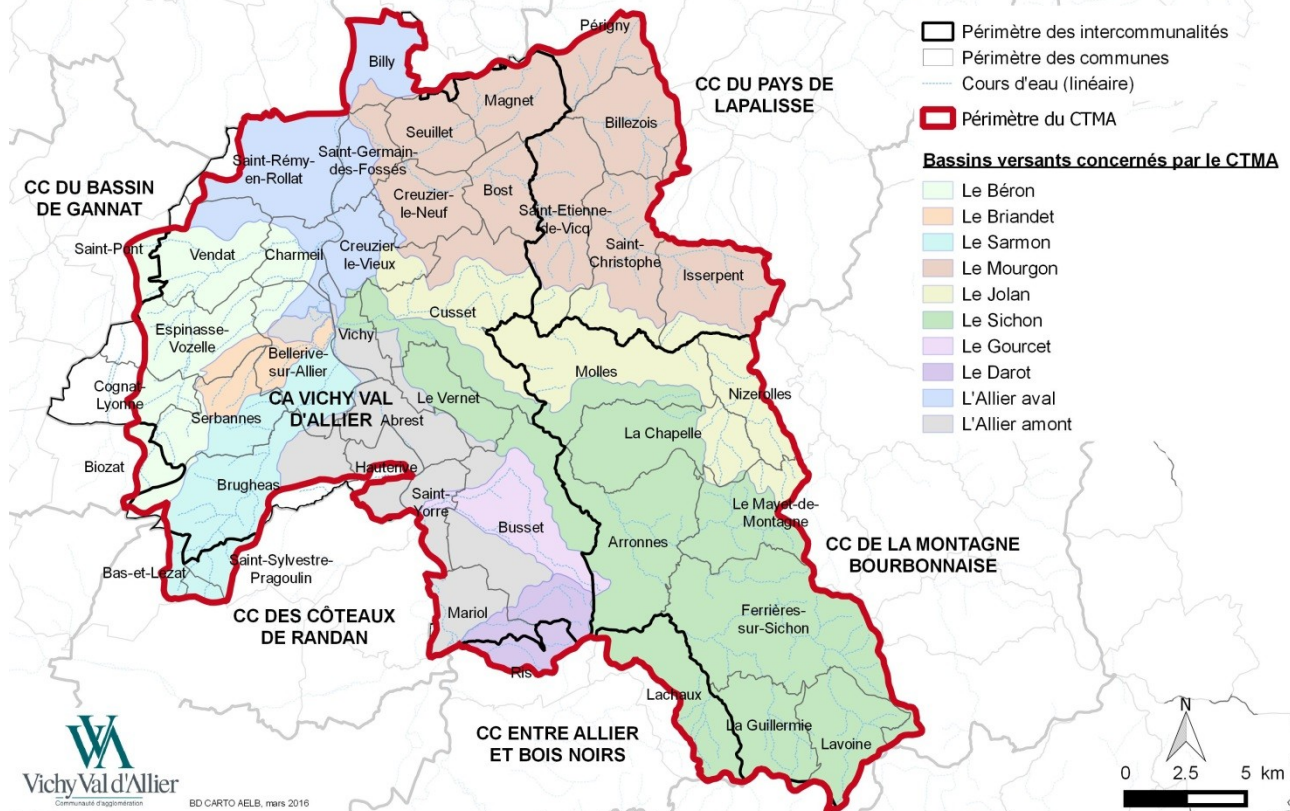 Périgny
Billy
Magnet
CC DU PAYS DE
LAPALISSE
Seuillet
Billezois
Saint-Germain-
des-Fossés
Saint-Rémy-
en-Rollat
CC DU BASSIN
DE GANNAT
Creuzier-
le-Neuf
Bost
Saint-Etienne-
de-Vicq
Saint-
Christophe
Isserpent
Saint-Pont
Vendat
Charmeil
Creuzier-
le-Vieux
Cusset
Espinasse-
Vozelle
Vichy
Bellerive-
sur-Allier
Molles
Nizerolles
Cognat-
Lyonne
Serbannes
CA VICHY VAL
D'ALLIER
Le Vernet
Abrest
La Chapelle
Biozat
Brugheas
Hauterive
Saint-
Yorre
Busset
Le Mayet-de-
Montagne
Arronnes
CC DE LA MONTAGNE
BOURBONNAISE
Bas-et-Lezat
Saint-Sylvestre-
Pragoulin
CC DES CÔTEAUX
DE RANDAN
Mariol
Ferrières-
sur-Sichon
Ris
Lachaux
CC ENTRE ALLIER
ET BOIS NOIRS
La Guillermie
Lavoine
Périmètre des intercommunalités
Périmètre des communes
Cours d'eau (linéaire)
Périmètre du CTMA
Bassins versants concernés par le CTMA
Le Béron
Le Briandet
Le Sarmon
Le Mourgon
Le Jolan
Le Sichon
Le Gourcet
Le Darot
L'Allier aval
L'Allier amont
N
0 2.5 5 km
VVA
Vichy Val d'Allier
Communauté d'agglomération
BD CARTO AELB, mars 2016